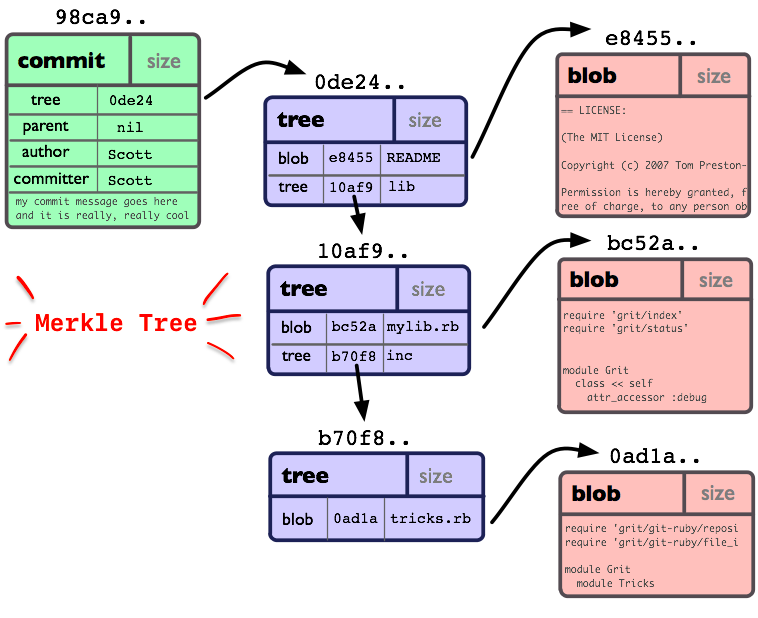 98ca9..
commit size
tree 0de24
parent nil
author Scott
committer Scott
my commit message goes here
and it is really, really cool
Merkle Tree
0de24..
tree size
blob e8455 README
tree 10af9 lib
10af9..
tree size
blob bc52a mylib.rb
tree b70f8 inc
b70f8..
tree size
blob 0ad1a tricks.rb
e8455..
blob size
== LICENSE:
(The MIT License)
Copyright (c) 2007 Tom Preston-
Permission is hereby granted, f
ree of charge, to any person ob
bc52a..
blob size
require 'grit/index'
require 'grit/status'
module Grit
class << self
attr_accessor :debug
0ad1a..
blob size
require 'grit/git-ruby/reposi
require 'grit/git-ruby/file_i
module Grit
module Tricks